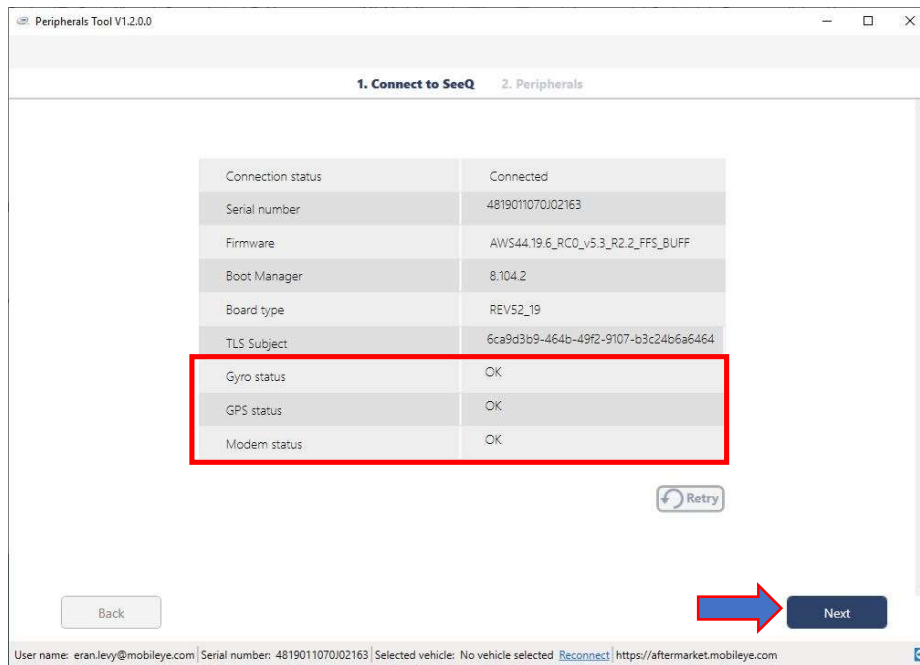 Peripherals Tool V1.2.0.0
1. Connect to SeeQ 2. Peripherals
Connection status Connected
Serial number 4819011070J02163
Firmware AWS44.19.6_RC0_v5.3_R2.2_FFS_BUFF
Boot Manager 8.104.2
Board type REV52_19
TLS Subject 6ca9d3b9-464b-49f2-9107-b3c24b6a6464
Gyro status OK
GPS status OK
Modem status OK
Retry
Back Next
User name: eran.levy@mobileye.com Serial number: 4819011070J02163 Selected vehicle: No vehicle selected Reconnect https://aftermarket.mobileye.com